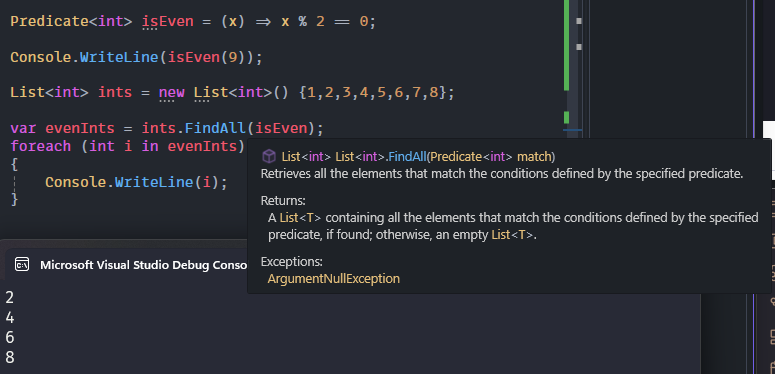 Predicate<int> isEven = (x) => x % 2 == 0;
Console.WriteLine(isEven(9));
List<int> ints = new List<int>() {1,2,3,4,5,6,7,8};
var evenInts = ints.FindAll(isEven);
foreach (int i in evenInts)
{
Console.WriteLine(i);
}
List<int> List<int>.FindAll(Predicate<int> match)
Retrieves all the elements that match the conditions defined by the specified predicate.
Returns:
A List<T> containing all the elements that match the conditions defined by the specified
predicate, if found; otherwise, an empty List<T>.
Exceptions:
ArgumentNullException
Microsoft Visual Studio Debug Conso
2
4
6
8